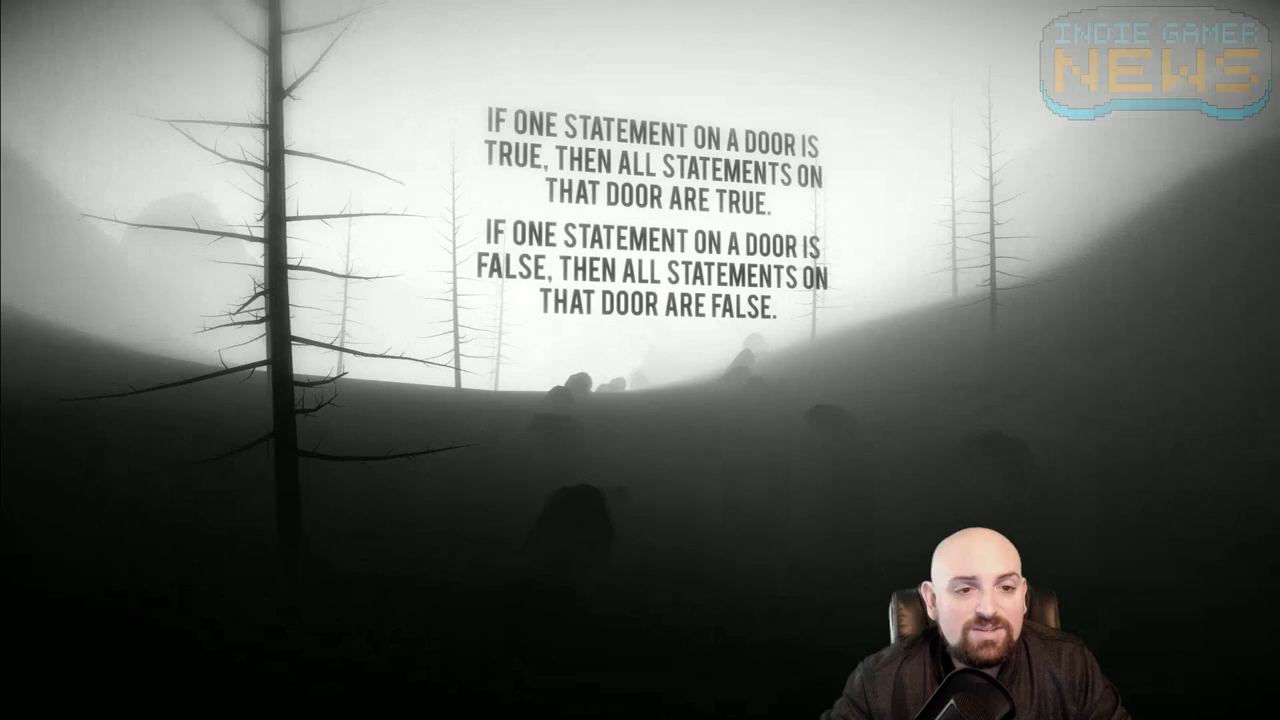 INDIE GAMER
NEWS
IF ONE STATEMENT ON A DOOR IS
TRUE, THEN ALL STATEMENTS ON
THAT DOOR ARE TRUE.
IF ONE STATEMENT ON A DOOR IS
FALSE, THEN ALL STATEMENTS ON
THAT DOOR ARE FALSE.